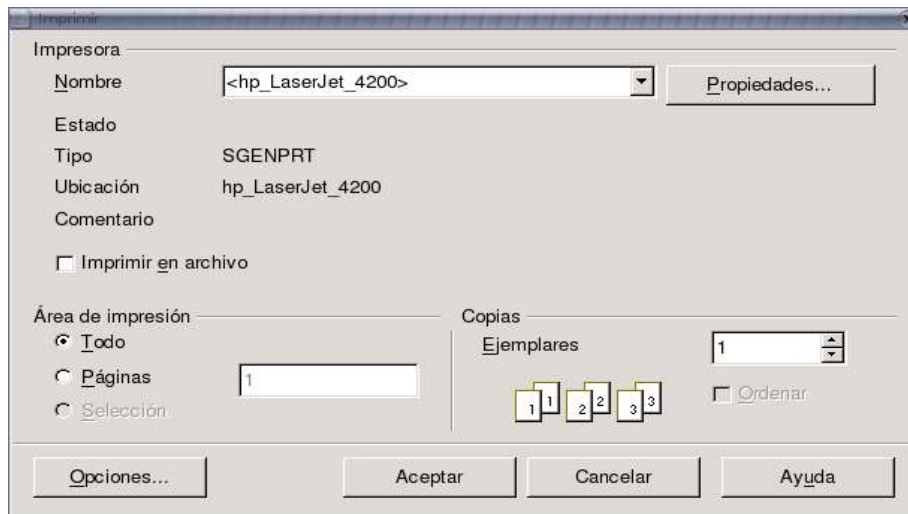 Imprimir
Impresora
Nombre <hp_LaserJet_4200> Propiedades...
Estado
Tipo SGENPRT
Ubicación hp_LaserJet_4200
Comentario
Imprimir en archivo
Área de impresión Copias
Todo Ejemplares 1
Páginas 1
1 1 2 2 3 3 Ordenar
Selección
Opciones... Aceptar Cancelar Ayuda